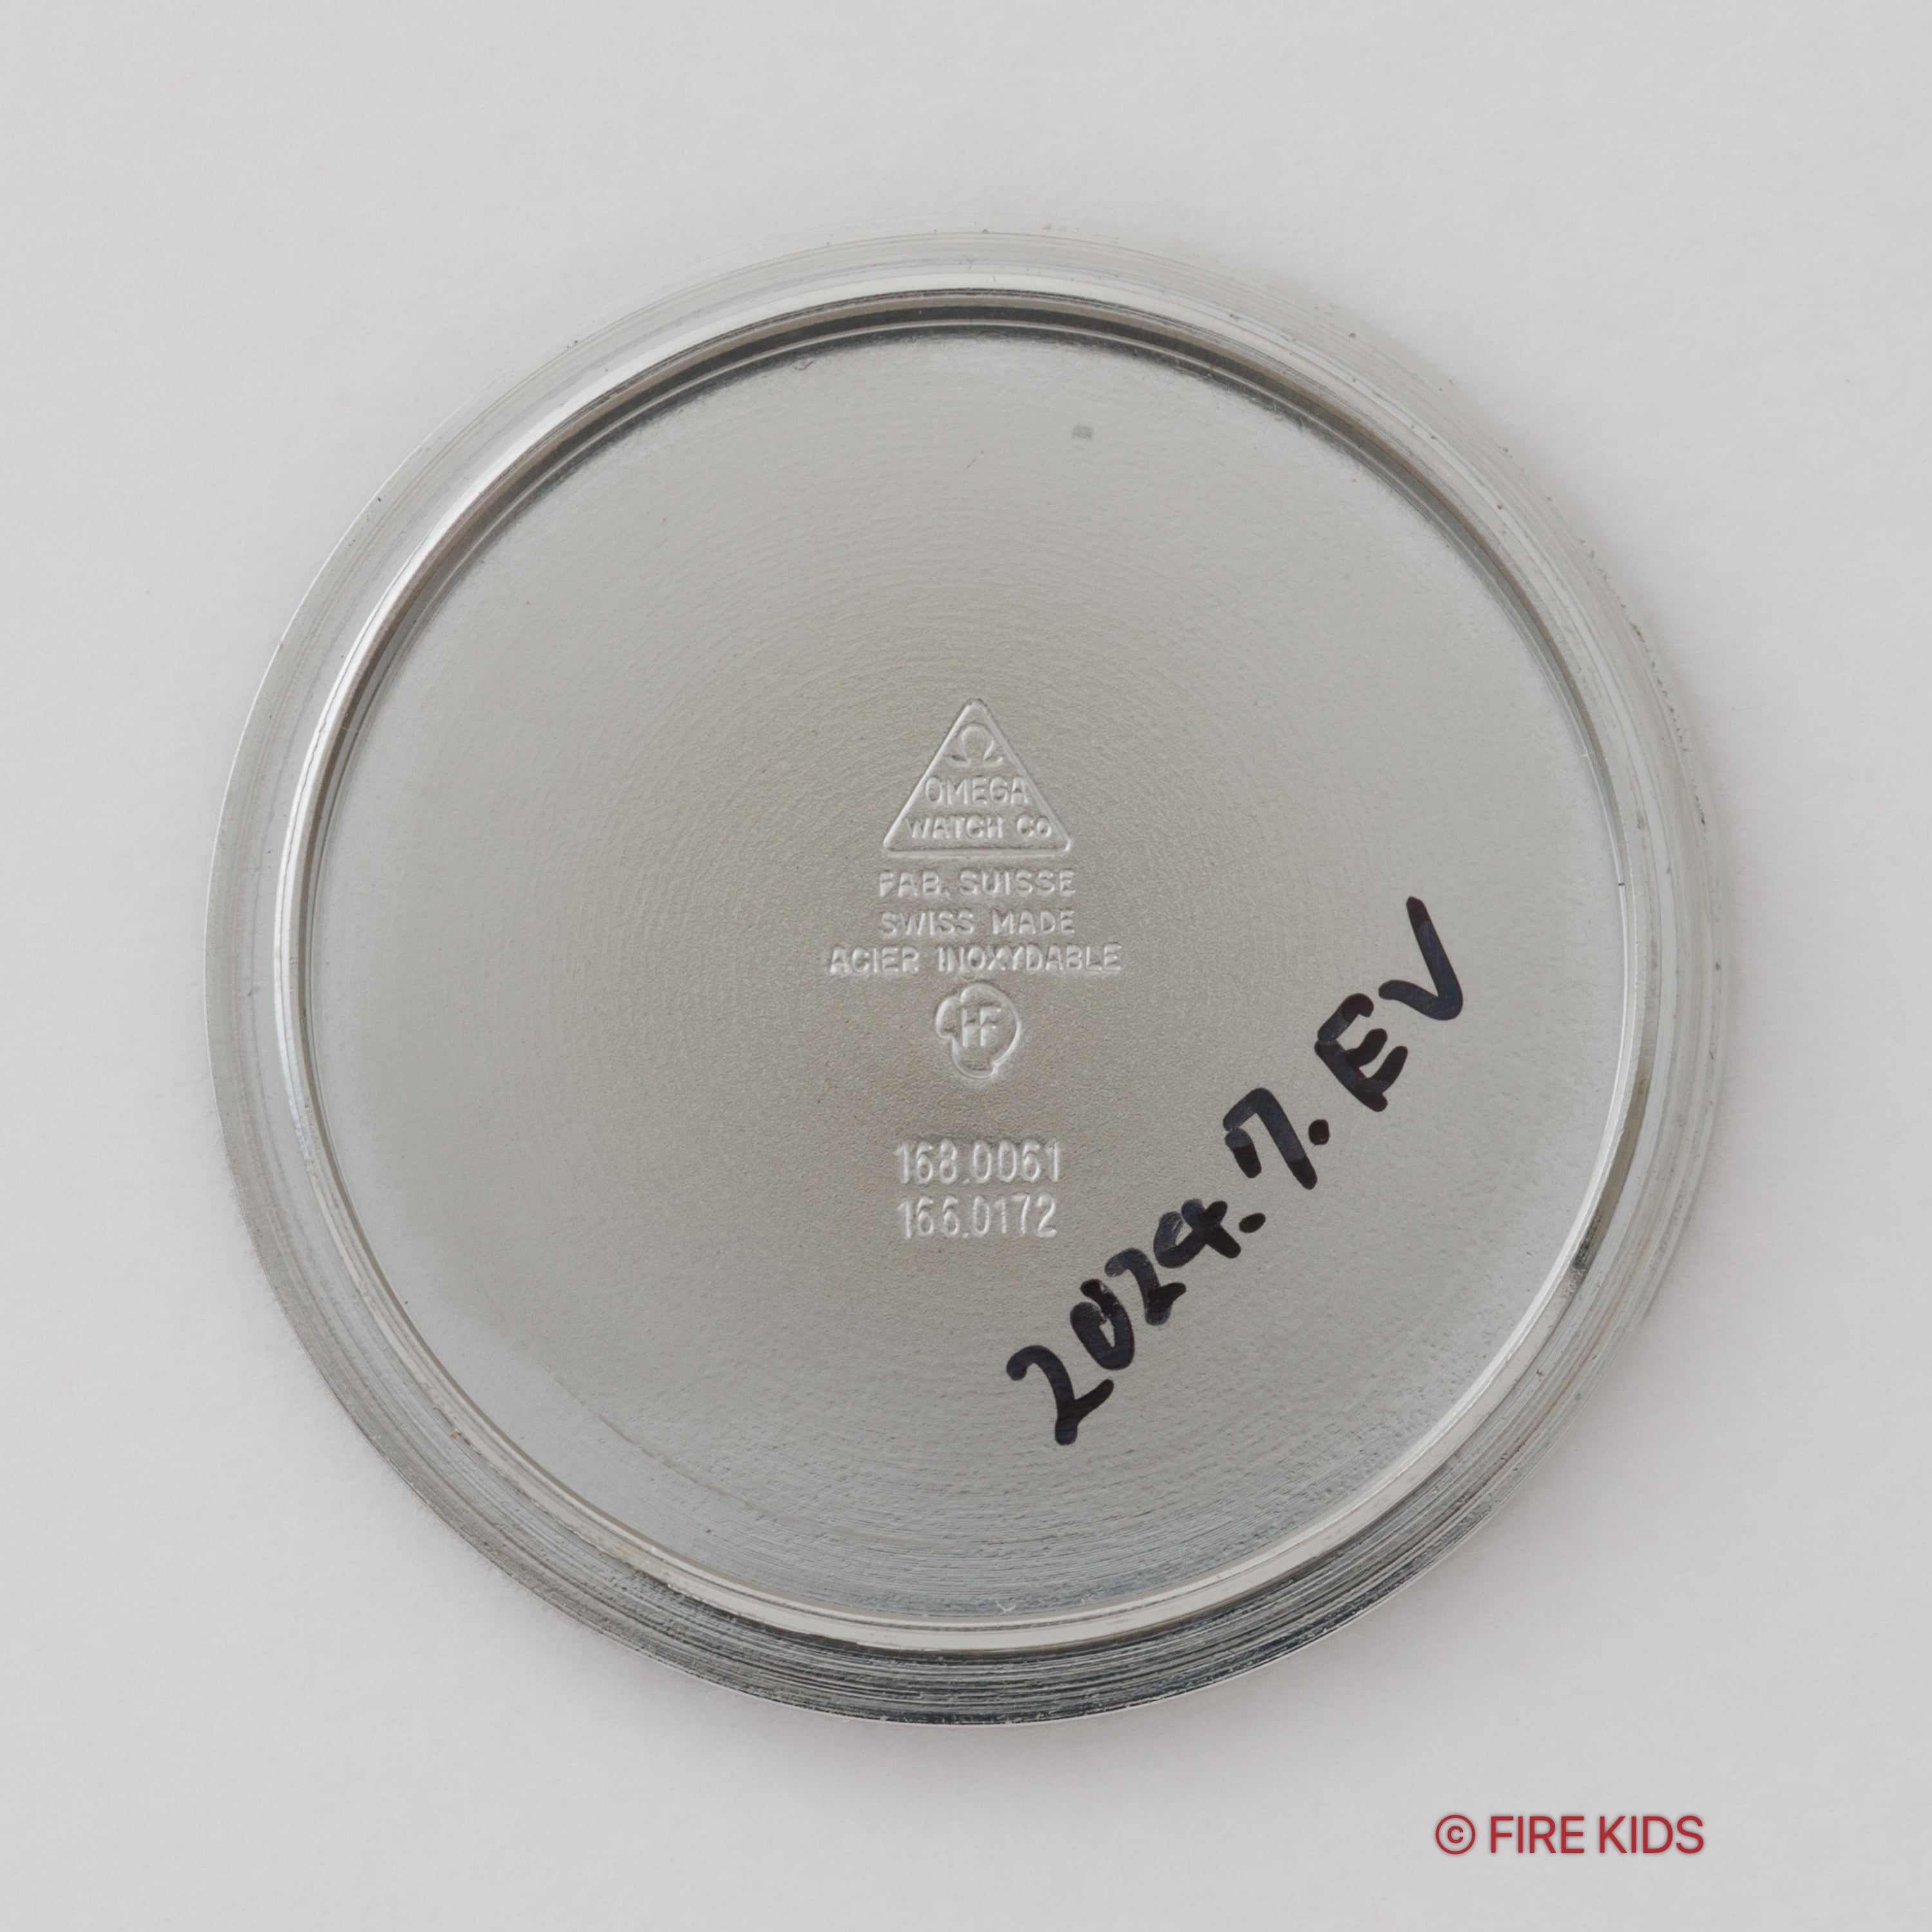 Ω
OMEGA
WATCH Co
FAB. SUISSE
SWISS MADE
ACIER INOXYDABLE
HF
168.0061
166.0172
2024.7.EV
© FIRE KIDS